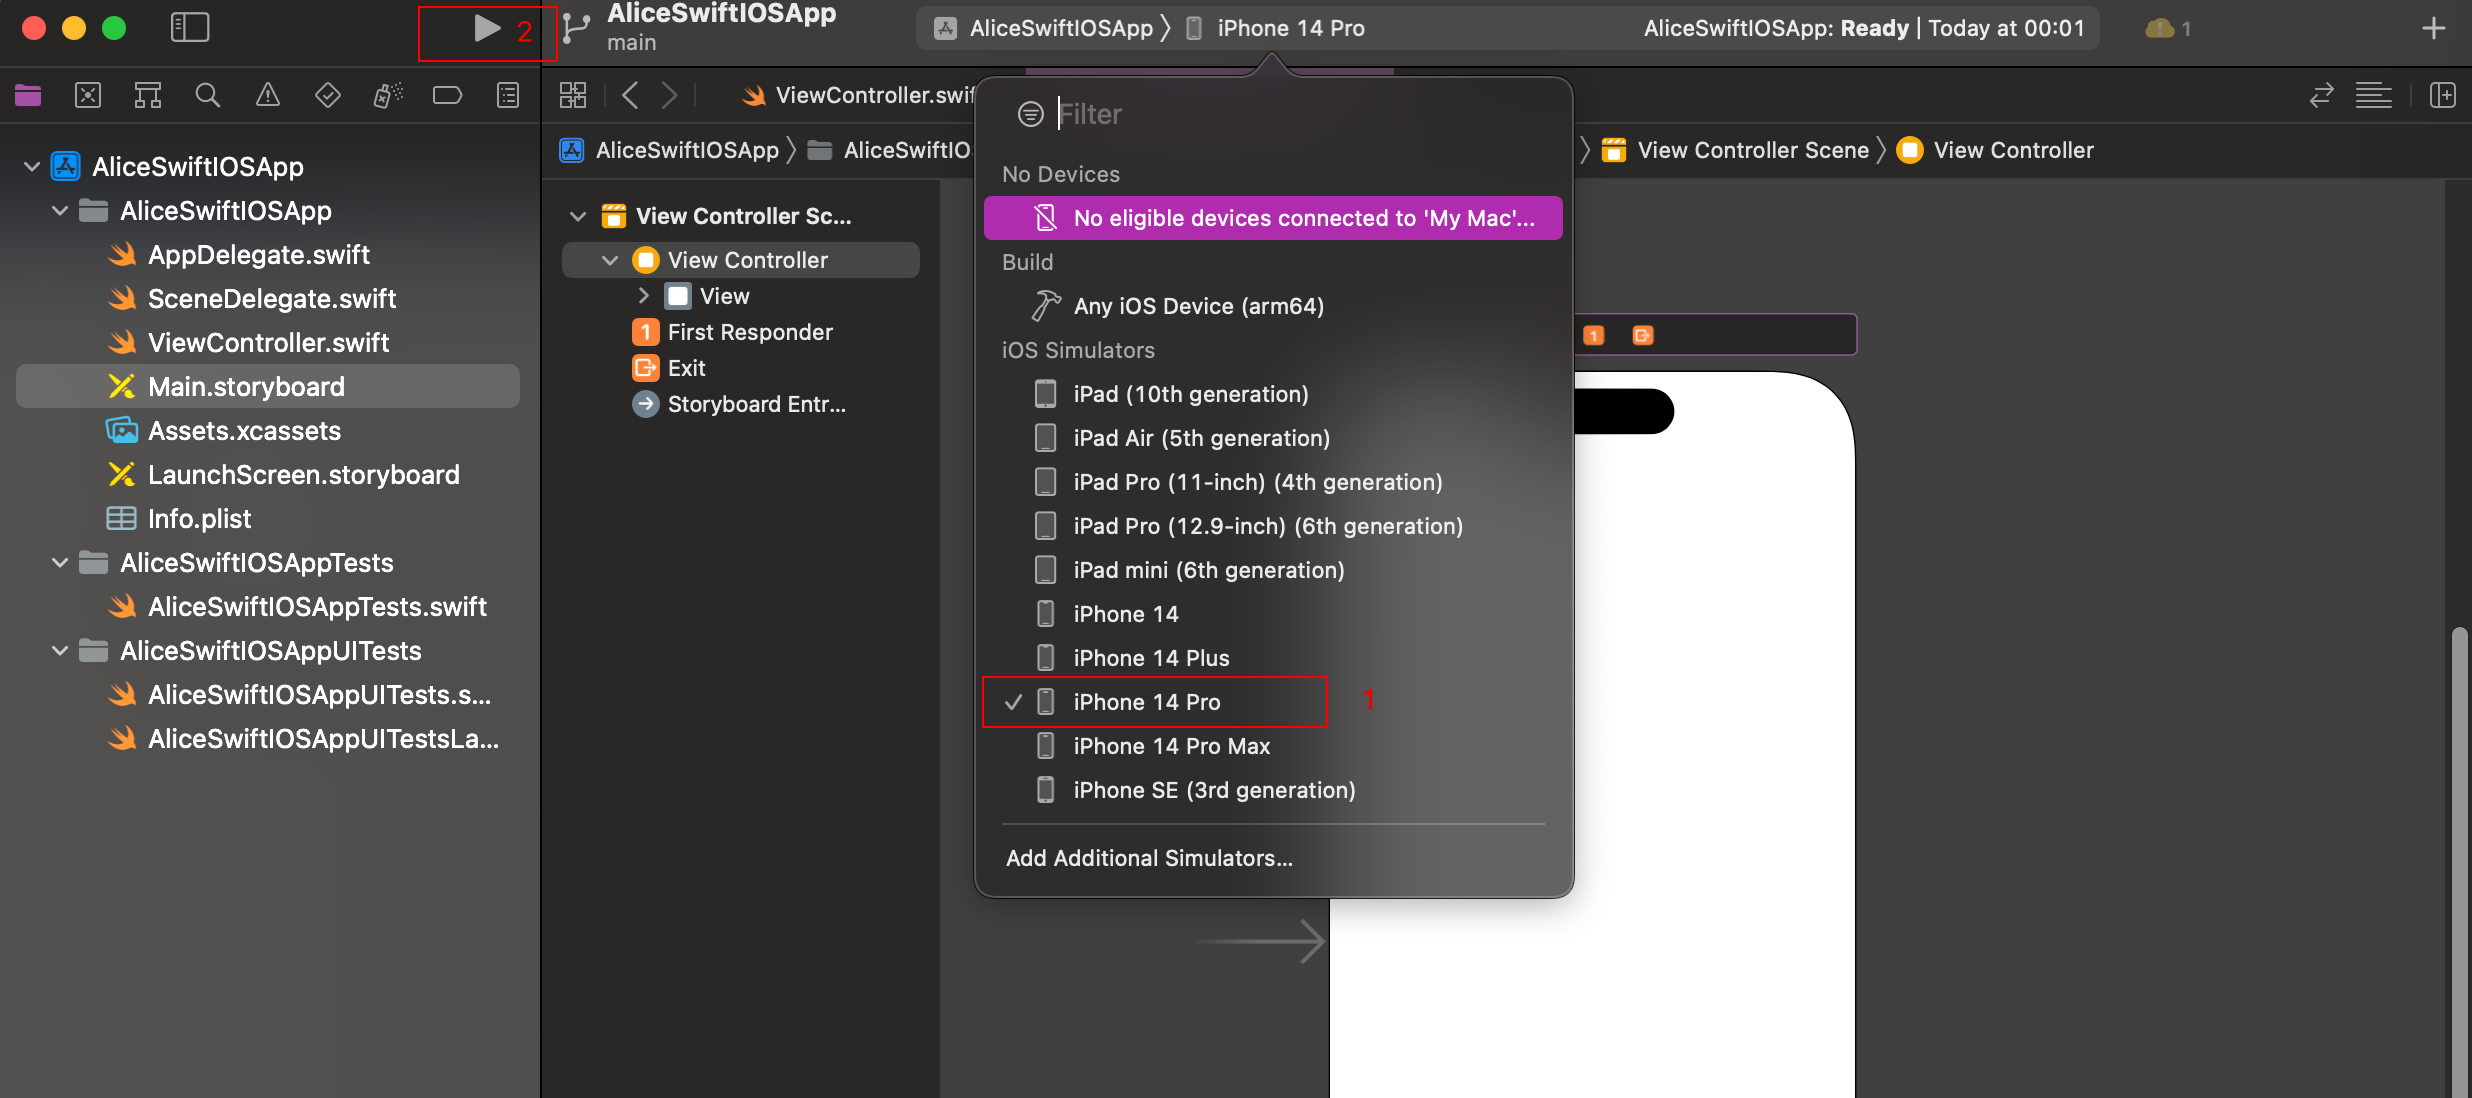 2
AliceSwiftIOSApp
main
AliceSwiftIOSApp
iPhone 14 Pro
AliceSwiftIOSApp: Ready | Today at 00:01
1
ViewController.swif
AliceSwiftIOSApp
AliceSwiftIO
View Controller Scene
View Controller
AliceSwiftIOSApp
AliceSwiftIOSApp
AppDelegate.swift
SceneDelegate.swift
ViewController.swift
Main.storyboard
Assets.xcassets
LaunchScreen.storyboard
Info.plist
AliceSwiftIOSAppTests
AliceSwiftIOSAppTests.swift
AliceSwiftIOSAppUITests
AliceSwiftIOSAppUITests.s...
AliceSwiftIOSAppUITestsLa...
View Controller Sc...
View Controller
View
1 First Responder
Exit
Storyboard Entr...
Filter
No Devices
No eligible devices connected to 'My Mac'...
Build
Any iOS Device (arm64)
iOS Simulators
iPad (10th generation)
iPad Air (5th generation)
iPad Pro (11-inch) (4th generation)
iPad Pro (12.9-inch) (6th generation)
iPad mini (6th generation)
iPhone 14
iPhone 14 Plus
iPhone 14 Pro
1
iPhone 14 Pro Max
iPhone SE (3rd generation)
Add Additional Simulators...
1